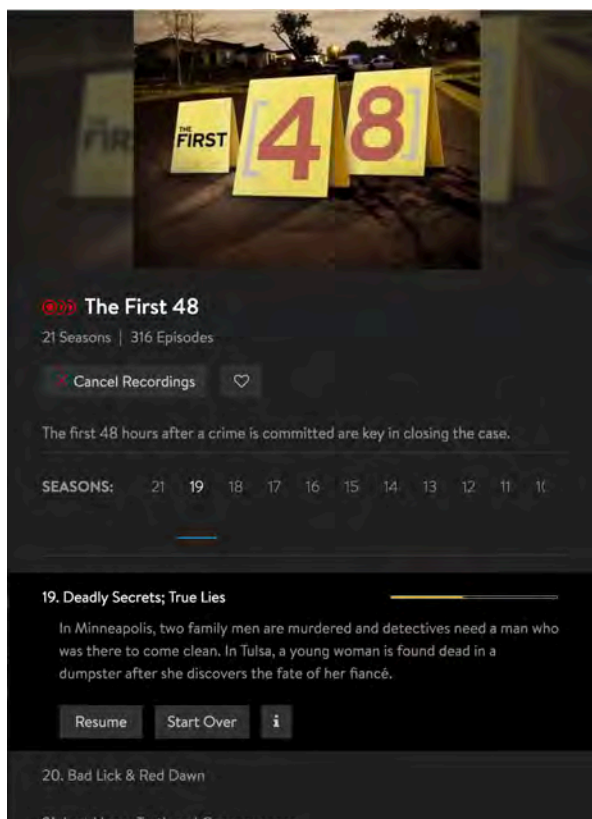 THE
FIRST
[48]
The First 48
21 Seasons | 316 Episodes
Cancel Recordings
The first 48 hours after a crime is committed are key in closing the case.
SEASONS: 21 19 18 17 16 15 14 13 12 11
19. Deadly Secrets; True Lies
In Minneapolis, two family men are murdered and detectives need a man who
was there to come clean. In Tulsa, a young woman is found dead in a
dumpster after she discovers the fate of her fiancé.
Resume Start Over i
20. Bad Lick & Red Dawn